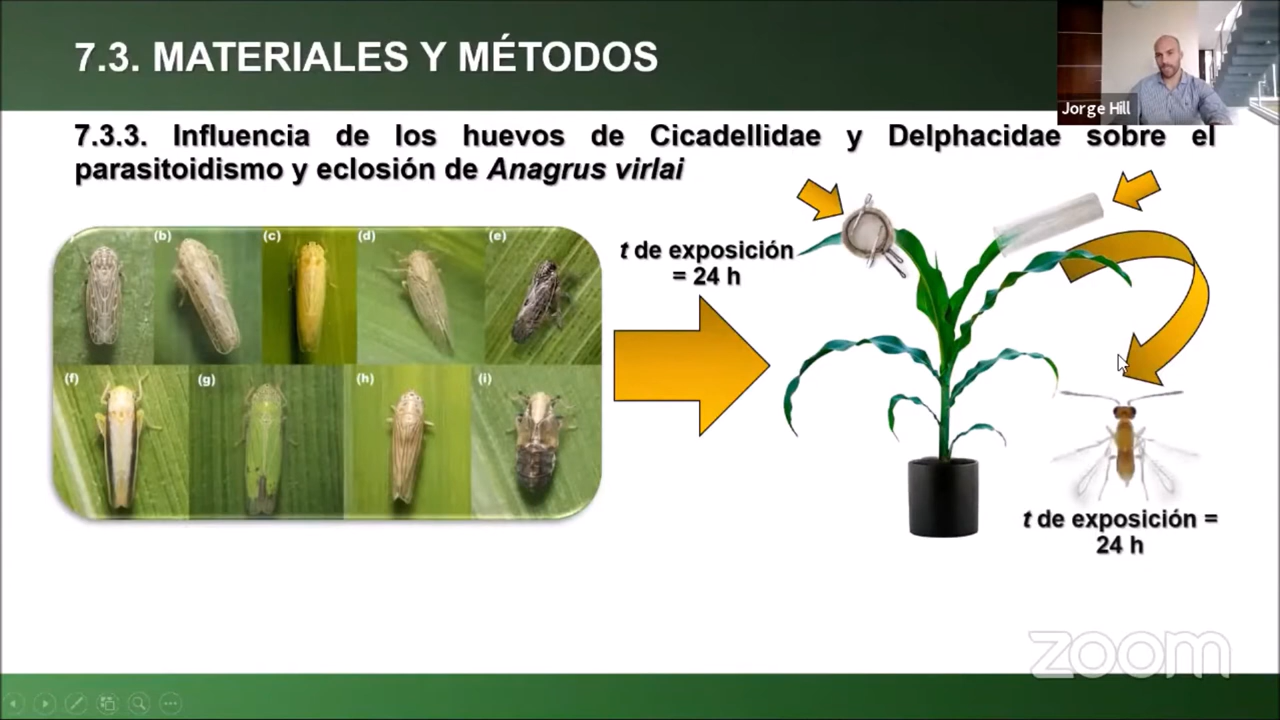 7.3. MATERIALES Y MÉTODOS
Jorge Hill
7.3.3. Influencia de los huevos de Cicadellidae y Delphacidae sobre el
parasitoidismo y eclosión de Anagrus virlai
(b)
(c)
(d)
(e)
t de exposición
= 24 h
(f)
(g)
(h)
(i)
t de exposición =
24 h
zoom